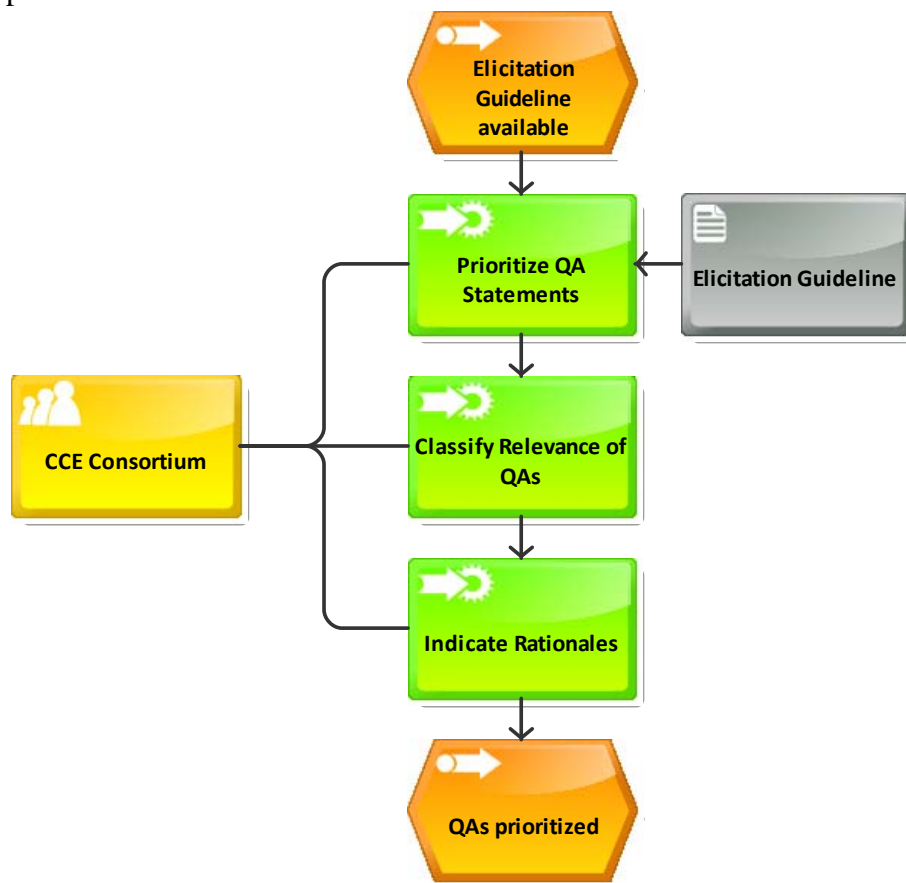 Elicitation
Guideline
available
Prioritize QA
Statements
Elicitation Guideline
CCE Consortium
Classify Relevance of
QAs
Indicate Rationales
QAs prioritized